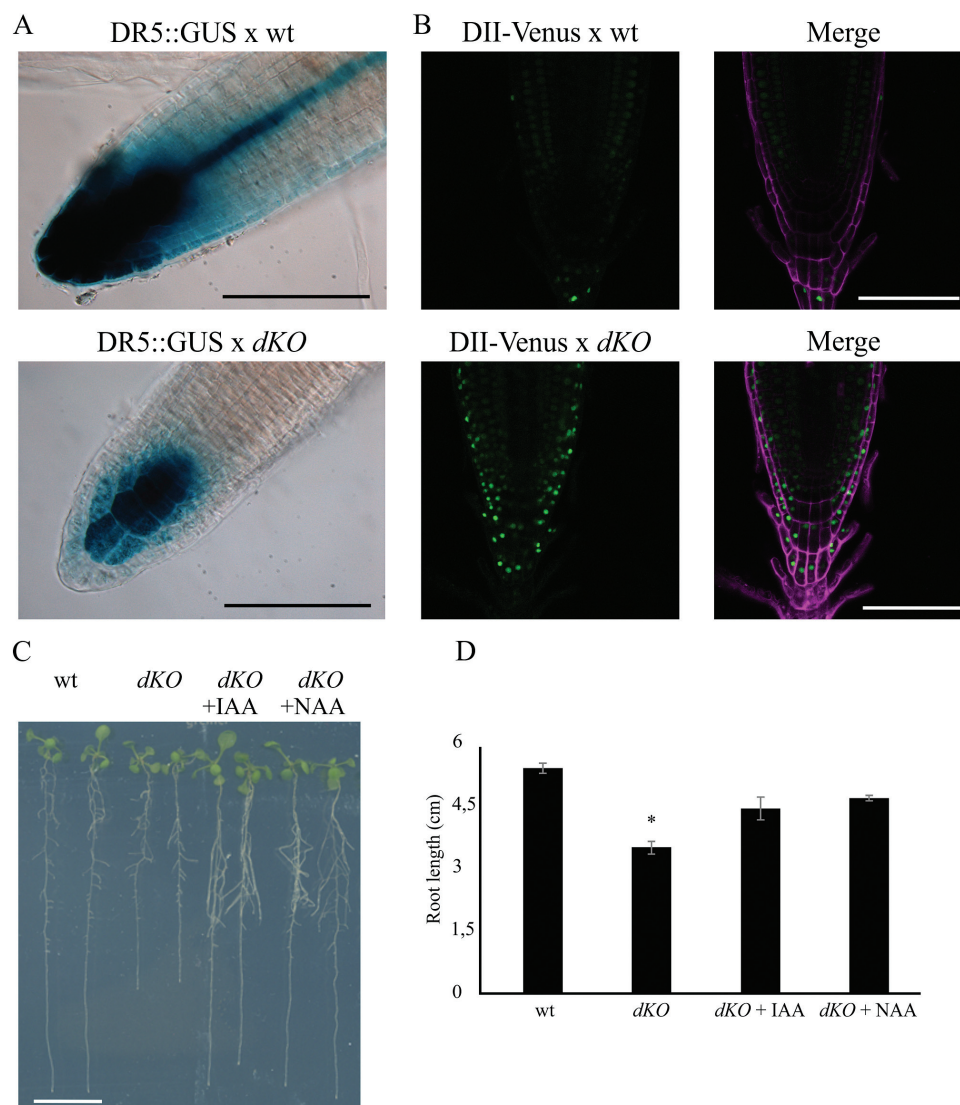 A
DR5::GUS x wt
B
DII-Venus x wt
Merge
DR5::GUS x dKO
DII-Venus x dKO
Merge
C
wt
dKO
dKO
+IAA
dKO
+NAA
D
Root length (cm)
6
4,5
3
1,5
0
*
wt
dKO
dKO + IAA
dKO + NAA